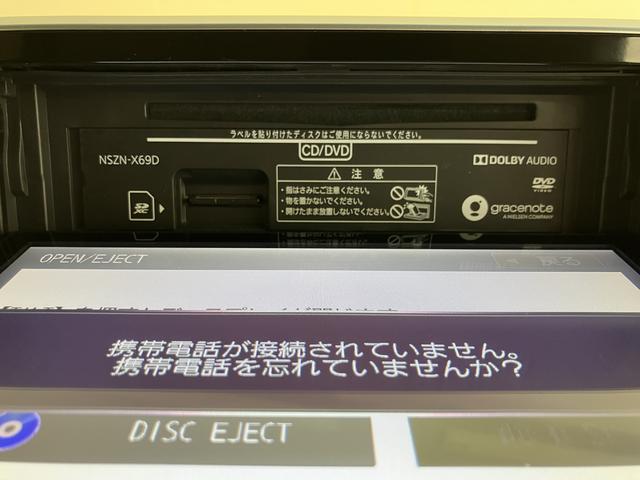 ラベルを貼り付けたディスクはご使用にならないでください。
NSZN-X69D
CD/DVD
DOLBY AUDIO
注意
・指はさみにご注意ください。
・物を置かないでください。
・開けたまま放置しないでください。
SD
XC
DVD
VIDEO
gracenote
A NIELSEN COMPANY
OPEN/EJECT
戻る
携帯電話が接続されていません。
携帯電話を忘れていませんか？
DISC EJECT